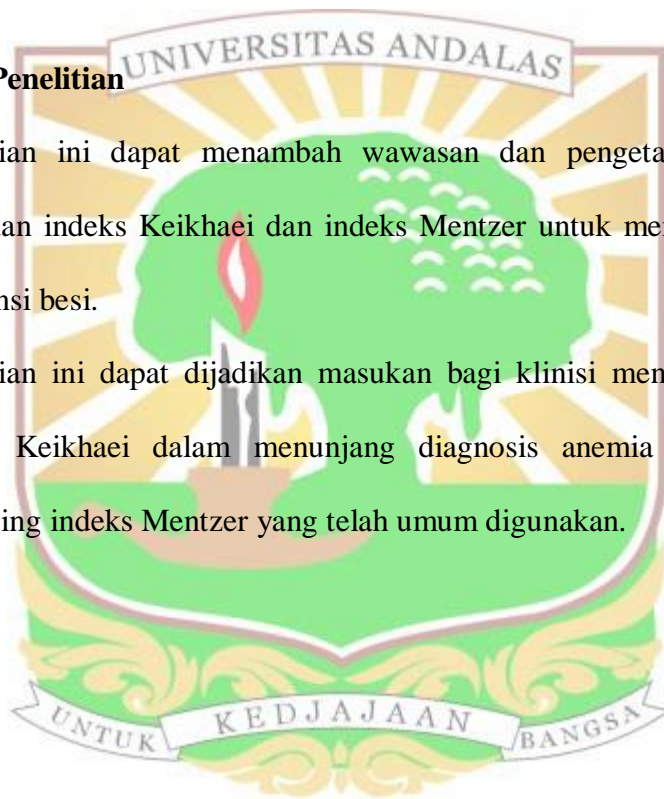 UNIVERSITAS ANDALAS
Penelitian
ian ini dapat menambah wawasan dan pengeta
an indeks Keikhaei dan indeks Mentzer untuk me
nsi besi.
ian ini dapat dijadikan masukan bagi klinisi men
Keikhaei dalam menunjang diagnosis anemia
ing indeks Mentzer yang telah umum digunakan.
UNTUK KEDJAJAAN BANGSA